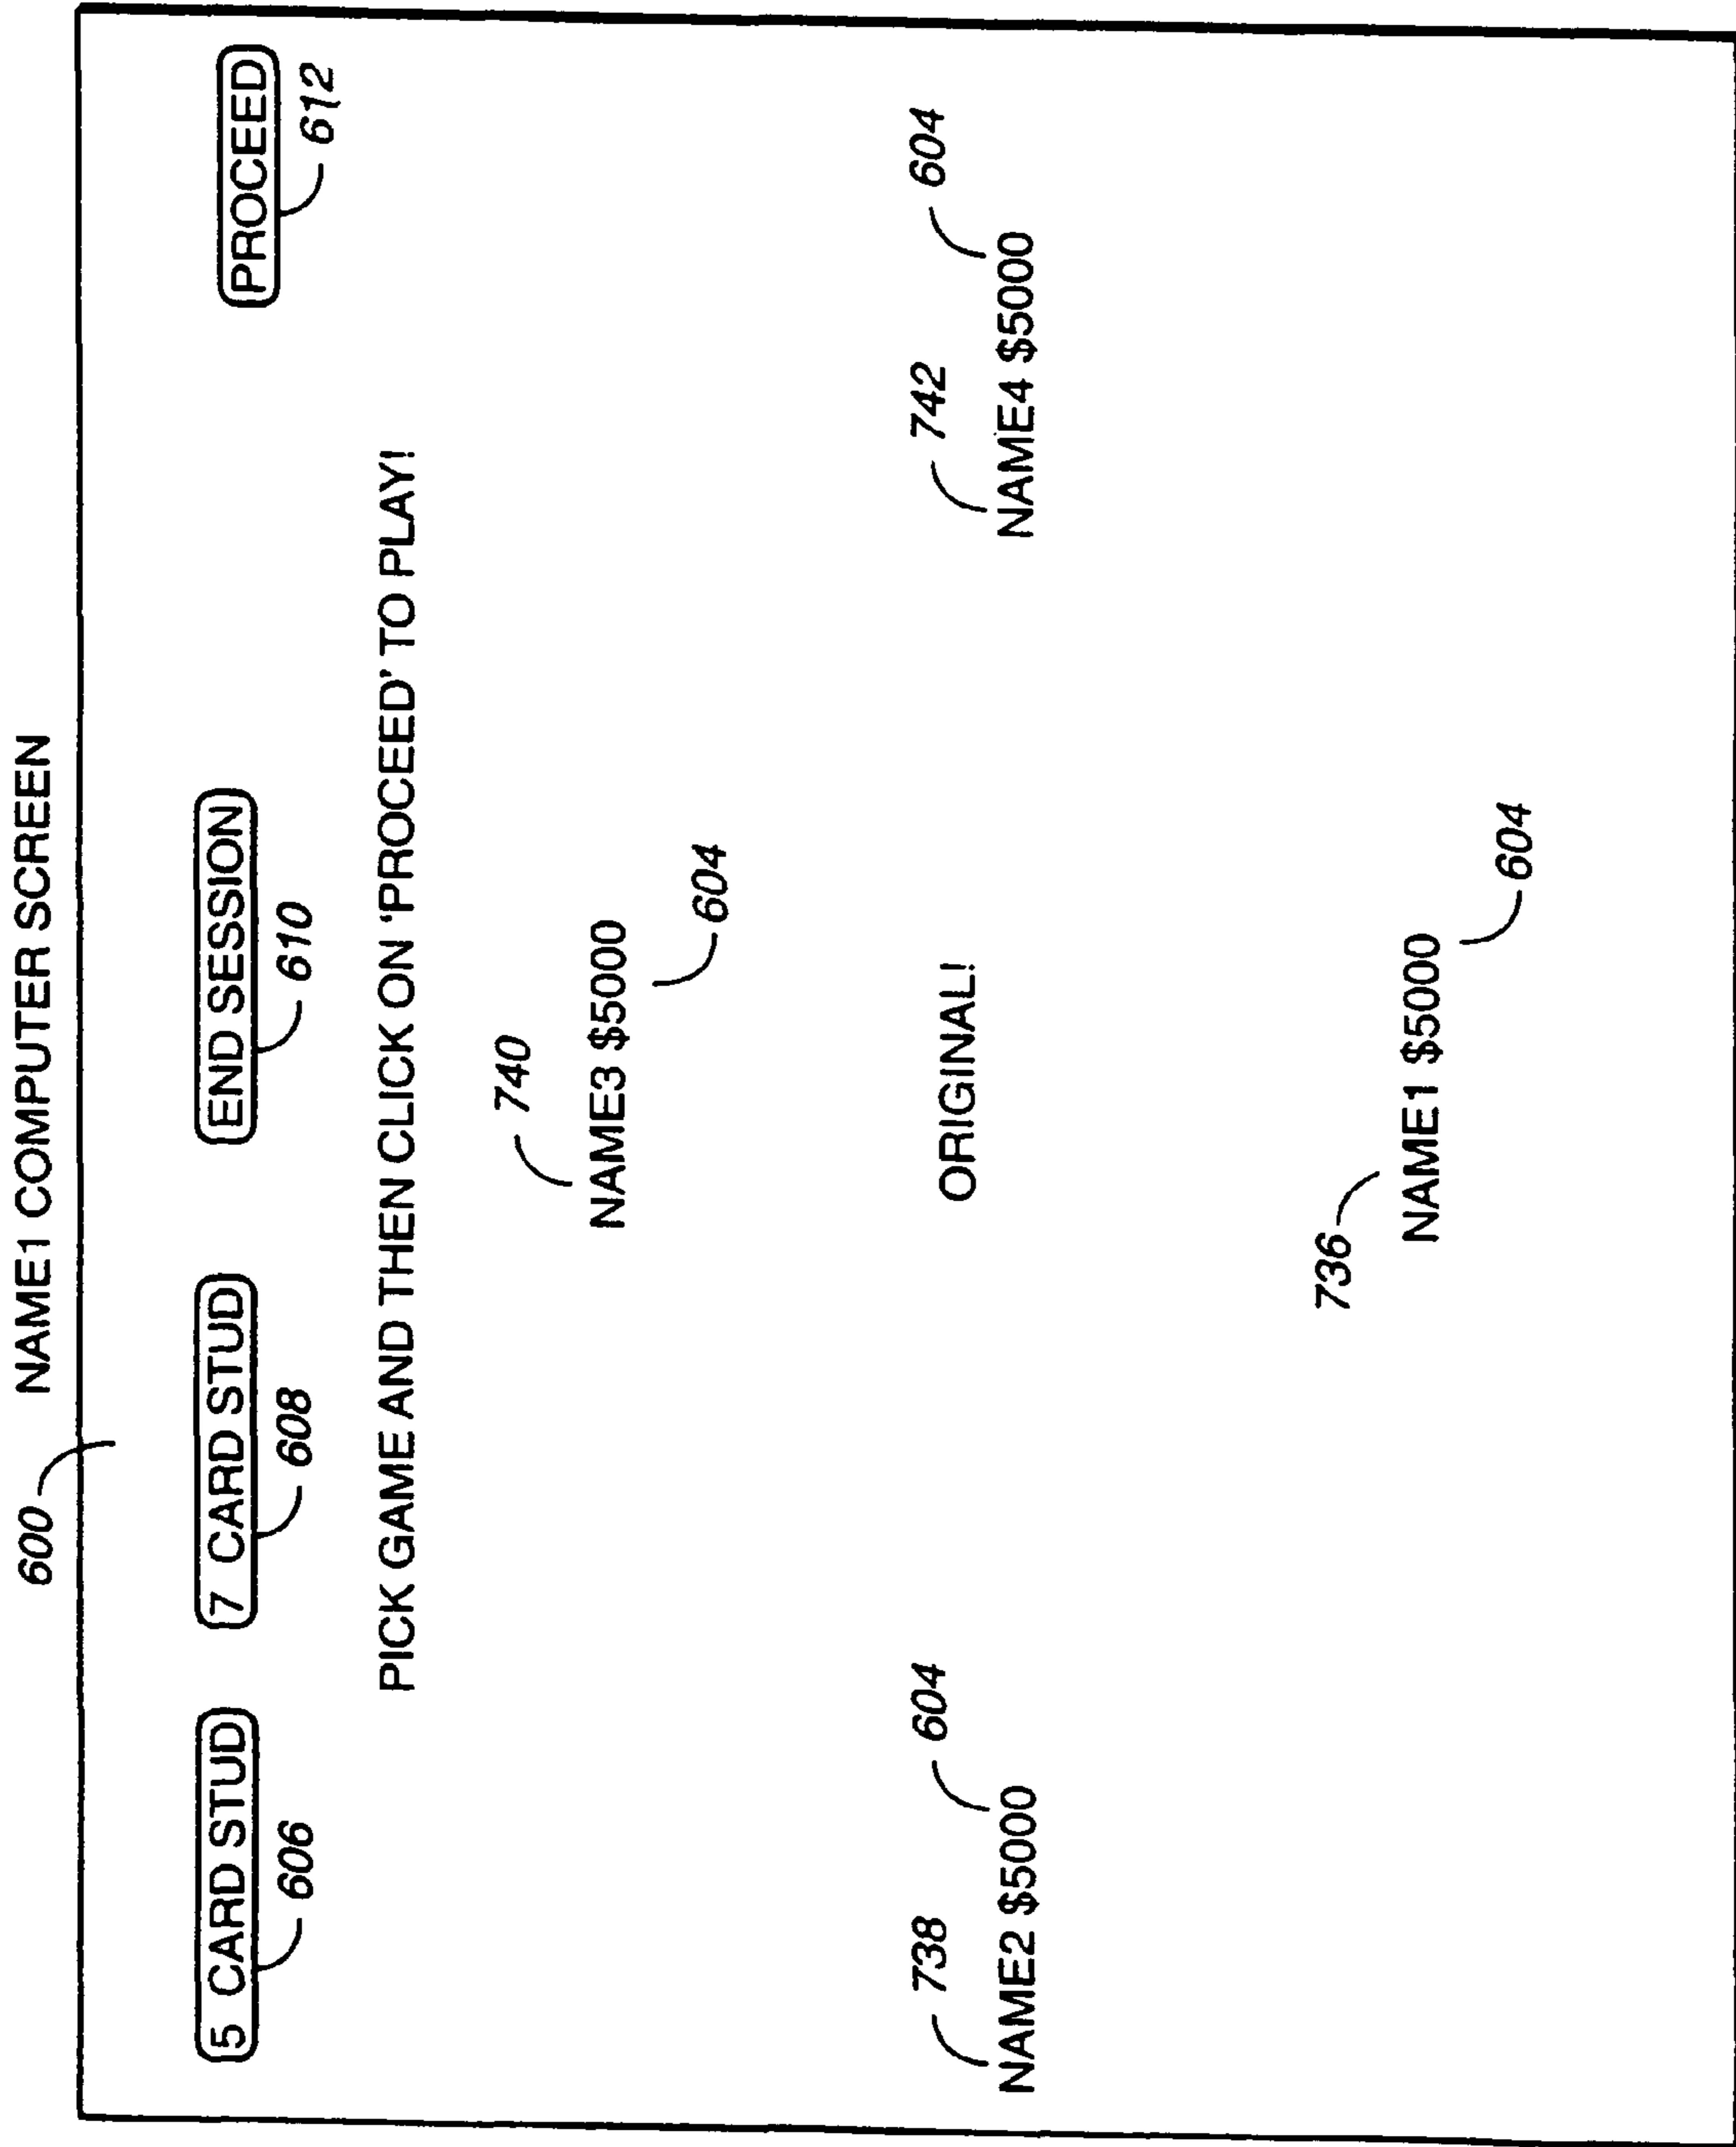 NAME1 COMPUTER SCREEN
600
5 CARD STUD 7 CARD STUD END SESSION PROCEED
606 608 610 612
PICK GAME AND THEN CLICK ON 'PROCEED' TO PLAY!
740
NAME3 $5000
604
738 604 742 604
NAME2 $5000 ORIGINAL! NAME4 $5000
736
NAME1 $5000
604